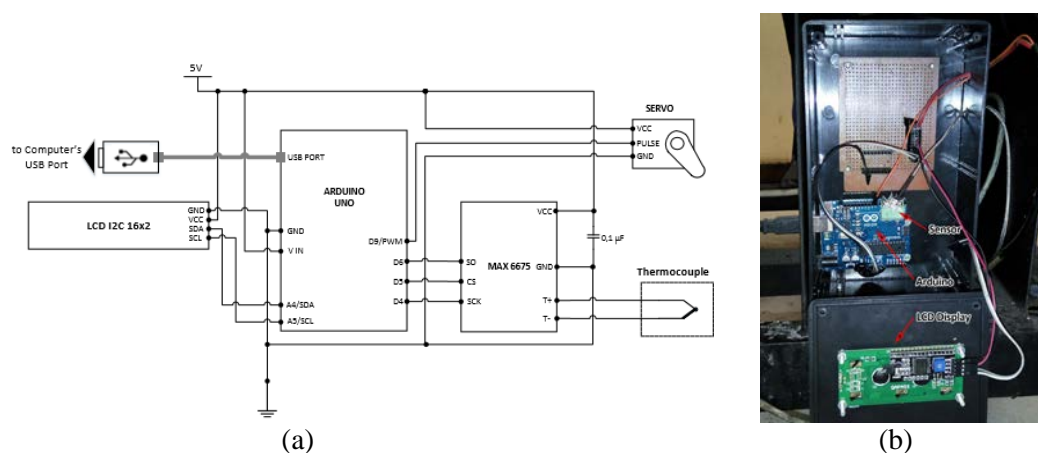 5V
to Computer's
USB Port
USB PORT
ARDUINO
UNO
GND
V IN
A4/SDA
A5/SCL
D9/PWM
D6
D5
D4
LCD I2C 16x2
GND
VCC
SDA
SCL
SERVO
VCC
PULSE
GND
MAX 6675
VCC
GND
SO
CS
SCK
T+
T-
0,1 µF
Thermocouple
(a)
Sensor
Arduino
LCD Display
(b)